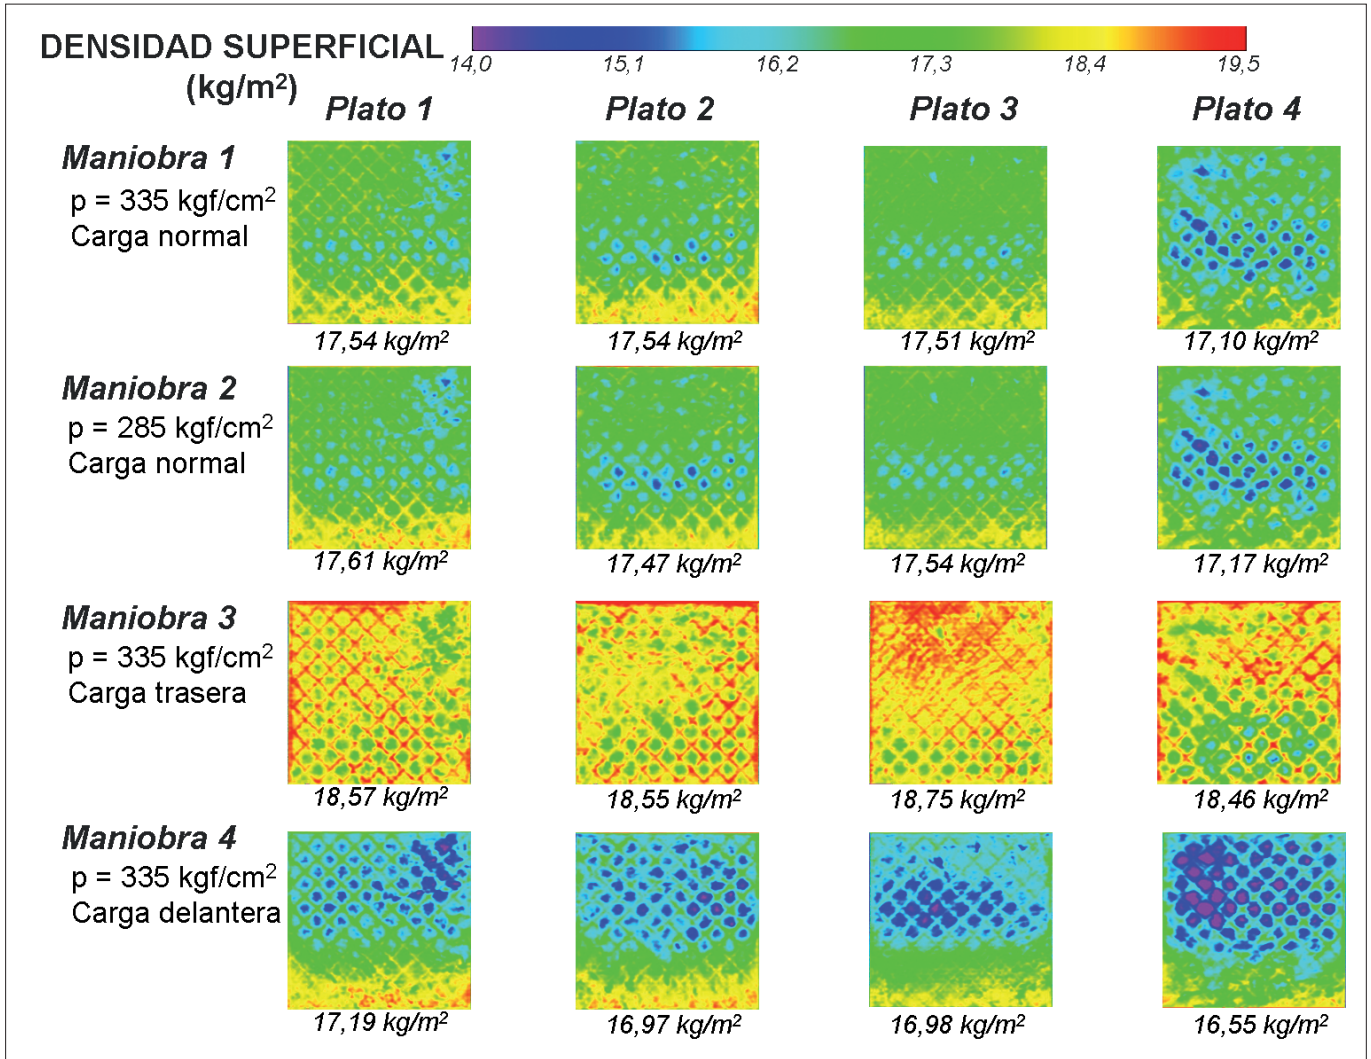 DENSIDAD SUPERFICIAL
(kg/m²)
14,0 15,1 16,2 17,3 18,4 19,5
Plato 1 Plato 2 Plato 3 Plato 4
Maniobra 1
p = 335 kgf/cm²
Carga normal
17,54 kg/m² 17,54 kg/m² 17,51 kg/m² 17,10 kg/m²
Maniobra 2
p = 285 kgf/cm²
Carga normal
17,61 kg/m² 17,47 kg/m² 17,54 kg/m² 17,17 kg/m²
Maniobra 3
p = 335 kgf/cm²
Carga trasera
18,57 kg/m² 18,55 kg/m² 18,75 kg/m² 18,46 kg/m²
Maniobra 4
p = 335 kgf/cm²
Carga delantera
17,19 kg/m² 16,97 kg/m² 16,98 kg/m² 16,55 kg/m²